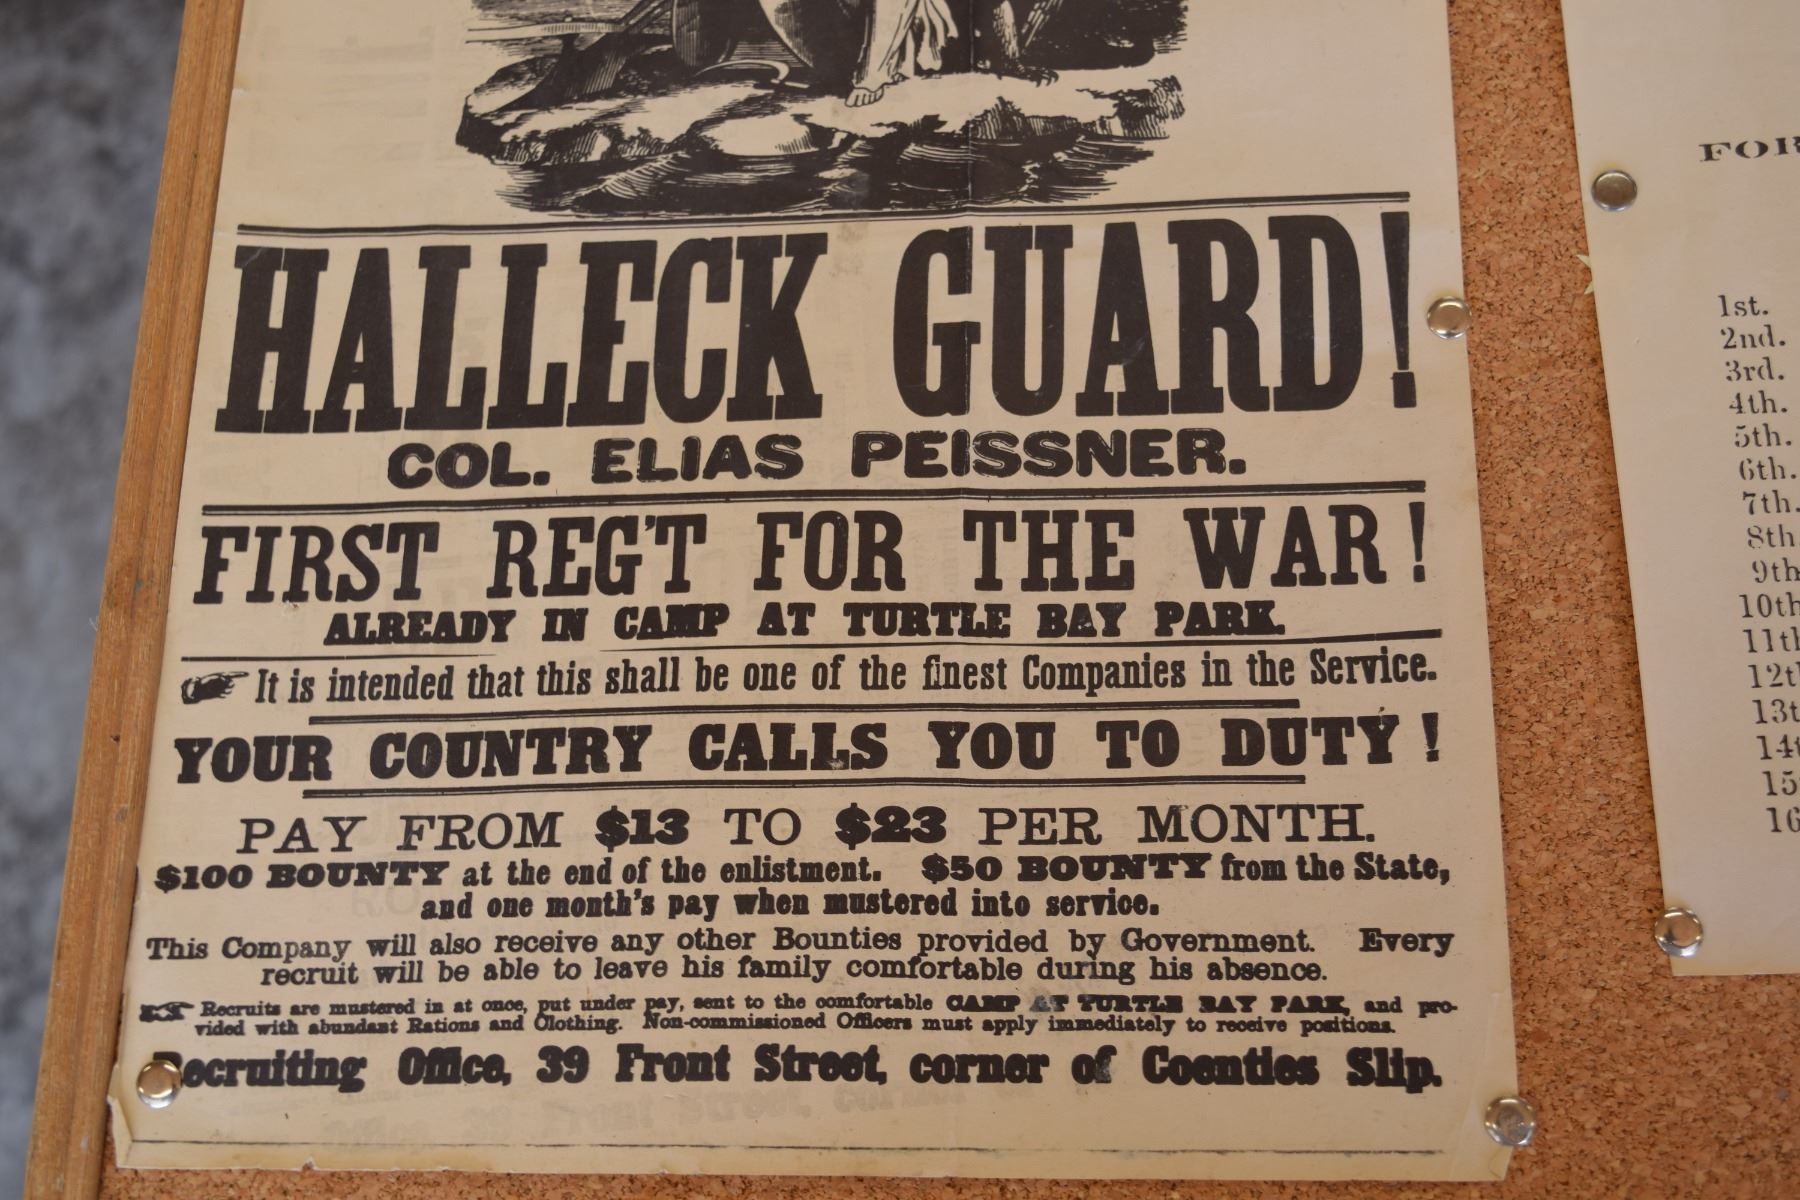 HALLECK GUARD!
COL. ELIAS PEISSNER.
FIRST REG'T FOR THE WAR!
ALREADY IN CAMP AT TURTLE BAY PARK.
It is intended that this shall be one of the finest Companies in the Service.
YOUR COUNTRY CALLS YOU TO DUTY!
PAY FROM $13 TO $23 PER MONTH.
$100 BOUNTY at the end of the enlistment. $50 BOUNTY from the State,
and one month's pay when mustered into service.
This Company will also receive any other Bounties provided by Government. Every
recruit will be able to leave his family comfortable during his absence.
Recruits are mustered in at once, put under pay, sent to the comfortable CAMP AT TURTLE BAY PARK, and pro-
vided with abundant Rations and Clothing. Non-commissioned Officers must apply immediately to receive positions.
Recruiting Office, 39 Front Street, corner of Coenties Slip.
FOR
1st.
2nd.
3rd.
4th.
5th.
6th.
7th.
8th
9th
10th
11th
12th
13t
14t
15
16